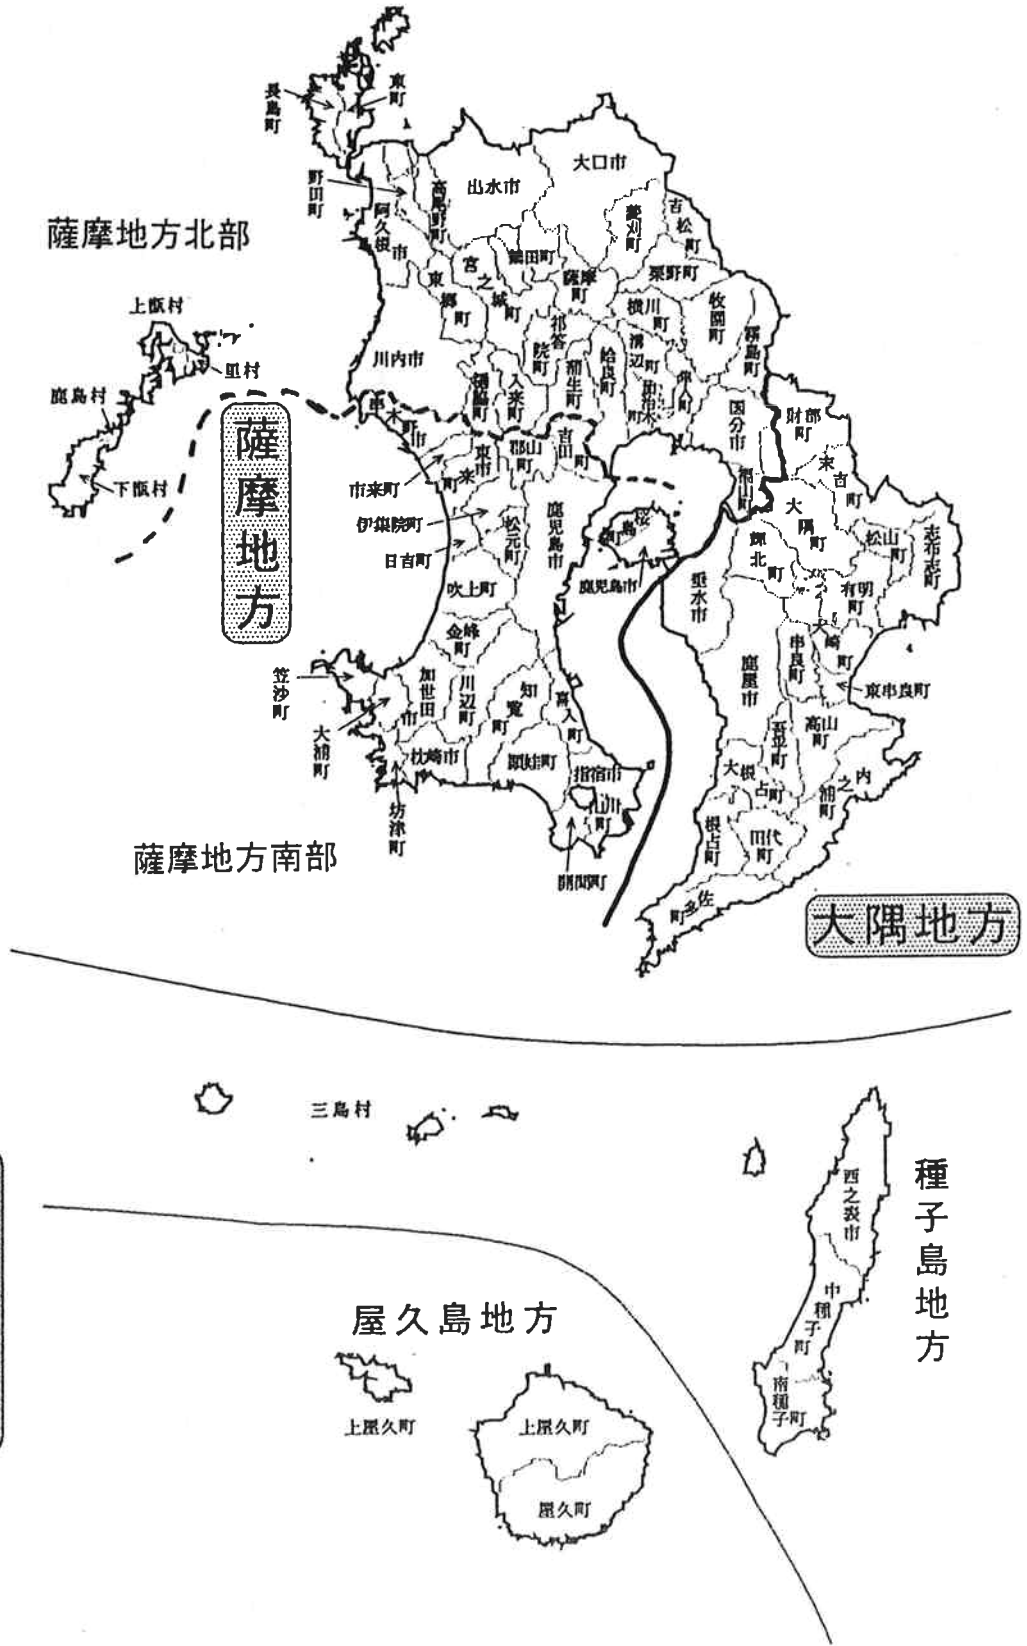 東町
長島町
大口市
出水市
野田町
高尾野町
阿久根市
菱刈町
吉松町
薩摩地方北部
東郷町
宮之城町
鶴田町
薩摩町
栗野町
横川町
牧園町
霧島町
上甑村
里村
鹿島村
下甑村
川内市
樋脇町
入来町
祁答院町
蒲生町
姶良町
溝辺町
加治木町
隼人町
国分市
福山町
財部町
末吉町
薩摩地方
串木野市
市来町
東市来町
郡山町
吉田町
伊集院町
松元町
鹿児島市
日吉町
桜島町
鹿児島市
吹上町
大隅町
輝北町
松山町
志布志町
有明町
垂水市
金峰町
笠沙町
加世田市
川辺町
知覧町
喜入町
大浦町
枕崎市
頴娃町
指宿市
山川町
坊津町
開聞町
薩摩地方南部
大崎町
串良町
東串良町
鹿屋市
吾平町
高山町
内之浦町
大根占町
根占町
田代町
佐多町
大隅地方
三島村
西之表市
中種子町
南種子町
種子島地方
屋久島地方
上屋久町
上屋久町
屋久町